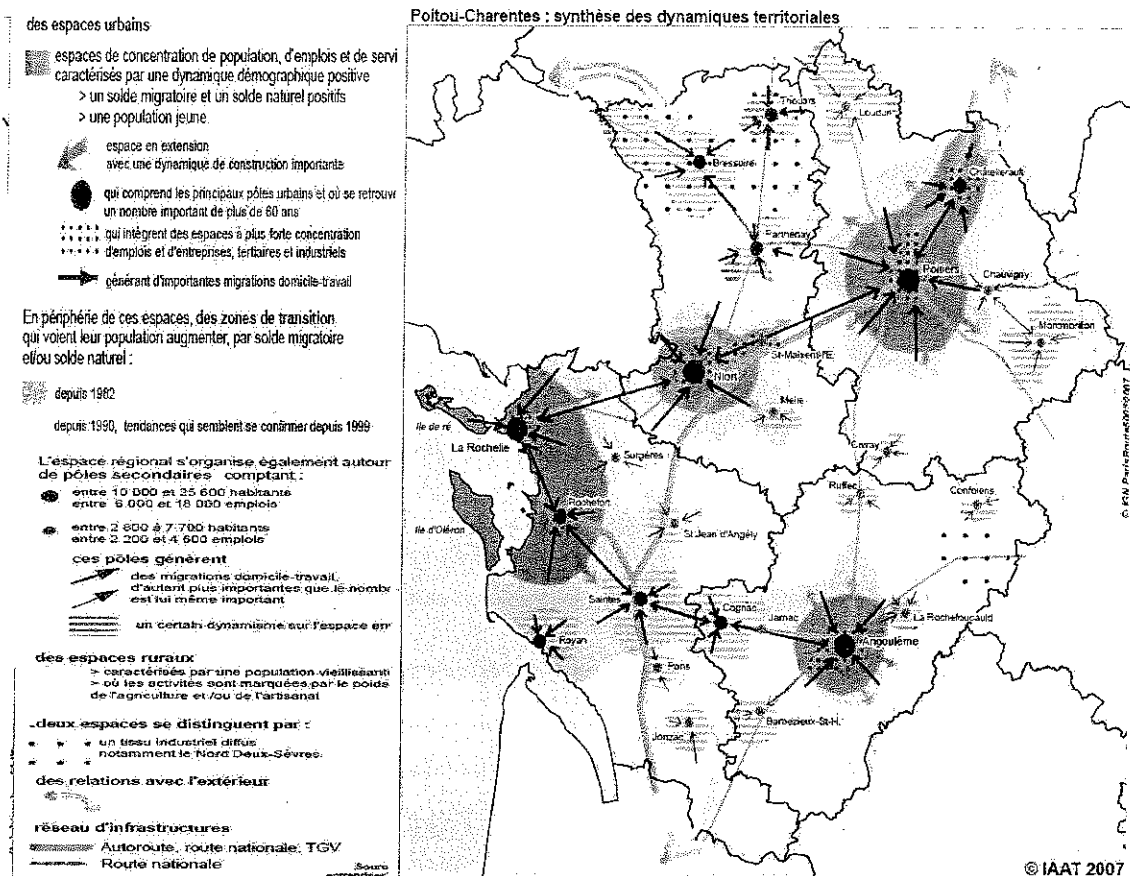 Poitou-Charentes : synthèse des dynamiques territoriales
des espaces urbains
espaces de concentration de population, d'emplois et de servi
caractérisés par une dynamique démographique positive
> un solde migratoire et un solde naturel positifs
> une population jeune
espace en extension
avec une dynamique de construction importante
qui comprend les principaux pôles urbains et où se retrouve
un nombre important de plus de 60 ans
qui intègrent des espaces à plus forte concentration
d'emplois et d'entreprises, tertiaires et industriels
générant d'importantes migrations domicile-travail
En périphérie de ces espaces, des zones de transition
qui voient leur population augmenter, par solde migratoire
et/ou solde naturel :
depuis 1982
depuis 1990, tendances qui semblent se confirmer depuis 1999
L'espace régional s'organise également autour
de pôles secondaires comptant :
entre 10 000 et 25 600 habitants
entre 6 000 et 18 000 emplois
entre 2 600 à 7 700 habitants
entre 2 200 et 4 600 emplois
ces pôles génèrent
des migrations domicile-travail
d'autant plus importantes que le nombr
est lui même important
un certain dynamisme sur l'espace en
des espaces ruraux
> caractérisés par une population vieillissant
> où les activités sont marquées par le poids
de l'agriculture et /ou de l'artisanat
deux espaces se distinguent par :
un tissu industriel diffus
notamment le Nord Deux-Sèvres
des relations avec l'extérieur
réseau d'infrastructures
Autoroute, route nationale, TGV
Route nationale
Sourc
Thouars
Loudun
Bressuire
Châtellerault
Parthenay
Poitiers
Chauvigny
Montmorillon
St-Maixent-l'E.
Niort
Melle
Ile de ré
La Rochelle
Surgères
Civray
Ruffec
Confolens
Rochefort
Ile d'Oléron
St Jean d'Angély
Saintes
Cognac
Jarnac
La Rochefoucauld
Angoulême
Royan
Pons
Barbezieux-St-H.
Jonzac
© IAAT 2007